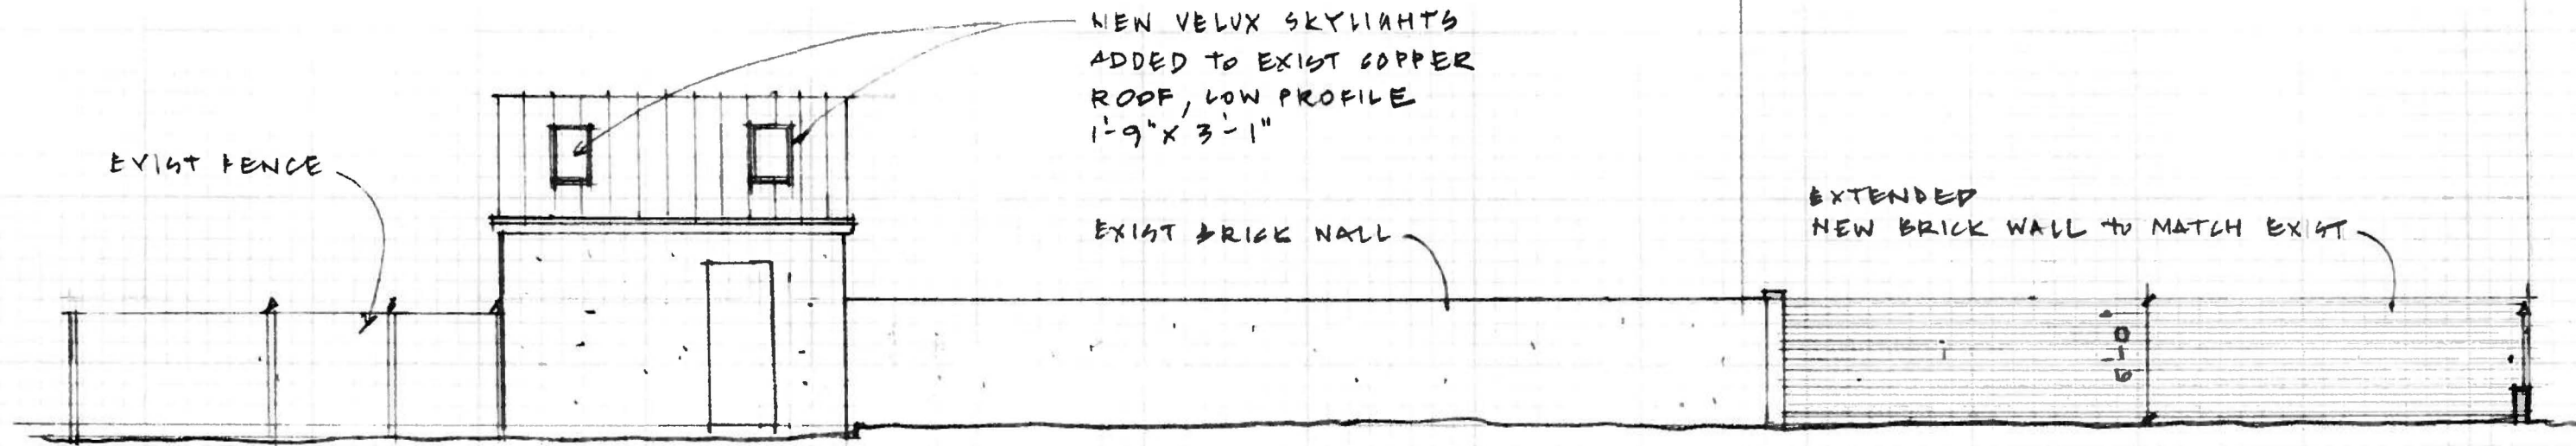 NEW VELUX SKYLIGHTS
ADDED TO EXIST COPPER
ROOF, LOW PROFILE
1'-9" X 3'-1"
EXIST FENCE
EXTENDED
NEW BRICK WALL to MATCH EXIST
EXIST BRICK WALL
6'-0"